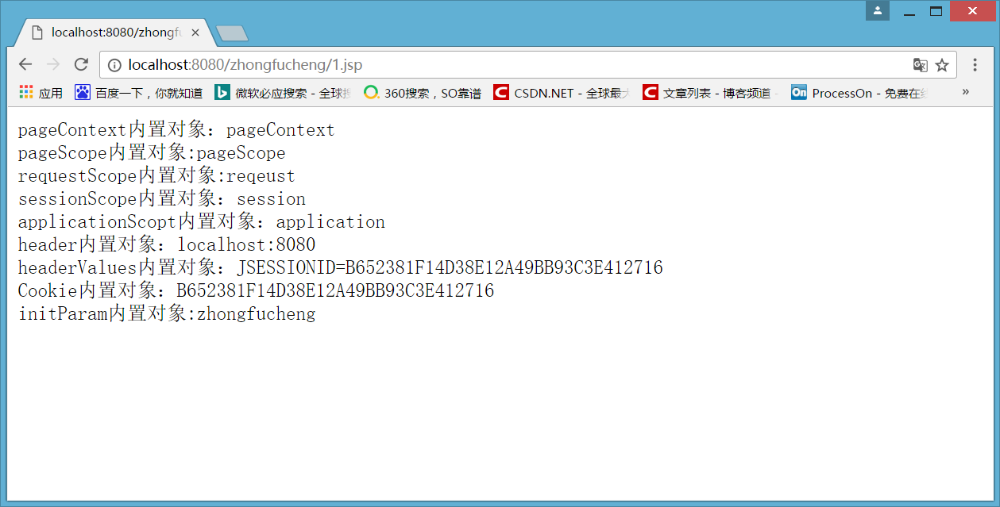 localhost:8080/zhongfu
localhost:8080/zhongfucheng/1.jsp
应用 百度一下，你就知道 微软必应搜索 - 全球 360搜索，SO靠谱 CSDN.NET - 全球最大 文章列表 - 博客频道 - On ProcessOn - 免费在线 »
pageContext内置对象：pageContext
pageScope内置对象:pageScope
requestScope内置对象:reqeust
sessionScope内置对象：session
applicationScopt内置对象：application
header内置对象：localhost:8080
headerValues内置对象：JSESSIONID=B652381F14D38E12A49BB93C3E412716
Cookie内置对象：B652381F14D38E12A49BB93C3E412716
initParam内置对象:zhongfucheng